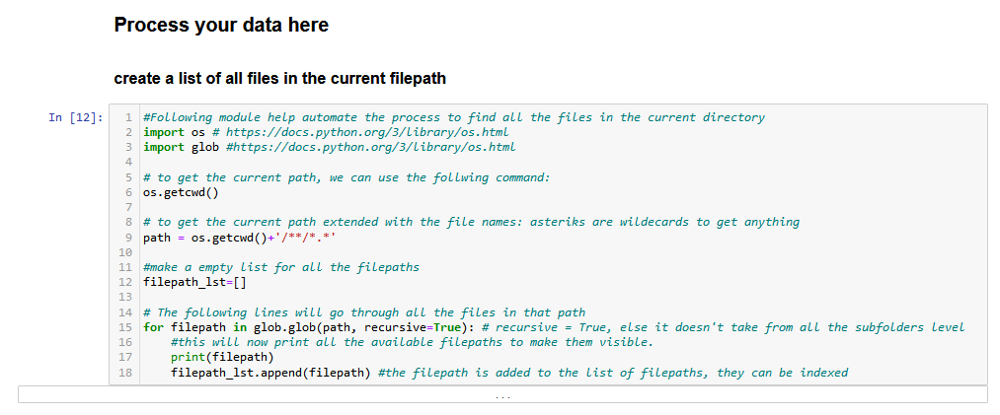 Process your data here
create a list of all files in the current filepath
In [12]:
1 #Following module help automate the process to find all the files in the current directory
2 import os # https://docs.python.org/3/library/os.html
3 import glob #https://docs.python.org/3/library/os.html
4
5 # to get the current path, we can use the follwing command:
6 os.getcwd()
7
8 # to get the current path extended with the file names: asteriks are wildecards to get anything
9 path = os.getcwd()+'/**/*.*'
10
11 #make a empty list for all the filepaths
12 filepath_lst=[]
13
14 # The following lines will go through all the files in that path
15 for filepath in glob.glob(path, recursive=True): # recursive = True, else it doesn't take from all the subfolders level
16     #this will now print all the available filepaths to make them visible.
17     print(filepath)
18     filepath_lst.append(filepath) #the filepath is added to the list of filepaths, they can be indexed
...